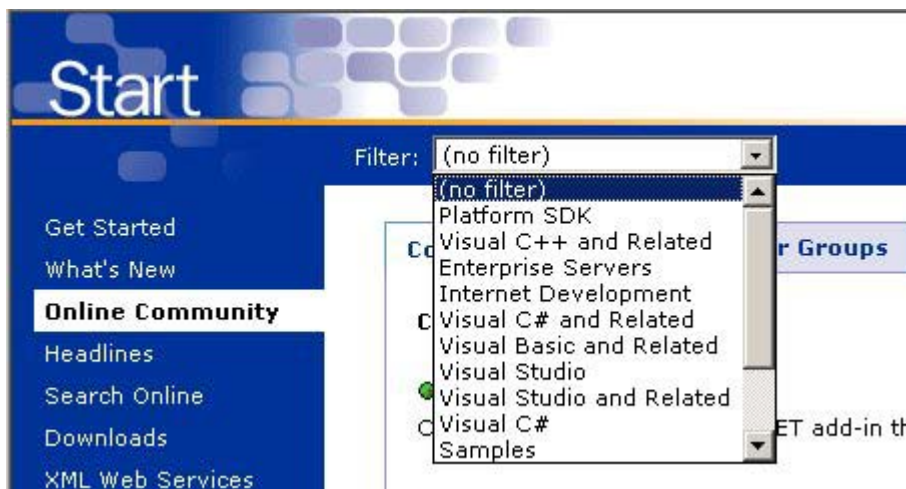 Start
Filter: (no filter)
(no filter)
Platform SDK
Visual C++ and Related
Enterprise Servers
Internet Development
Visual C# and Related
Visual Basic and Related
Visual Studio
Visual Studio and Related
Visual C#
Samples
Get Started
What's New
Online Community
Headlines
Search Online
Downloads
XML Web Services
Groups
ET add-in